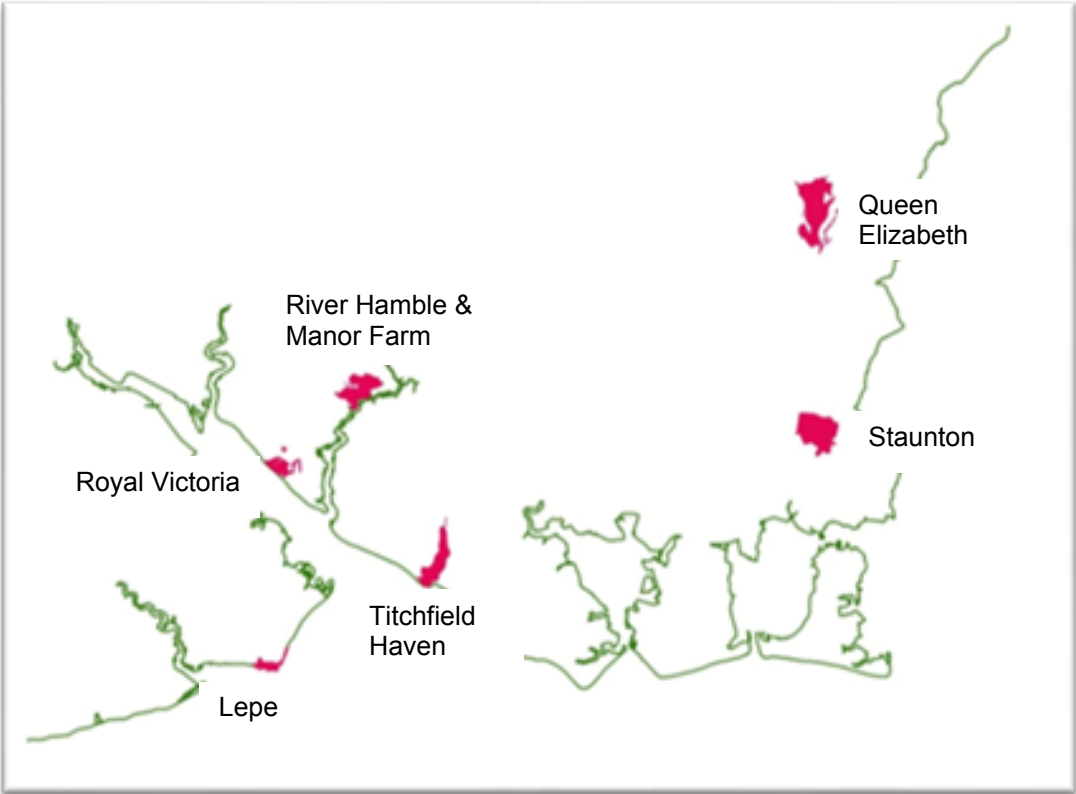 Queen
Elizabeth
River Hamble &
Manor Farm
Staunton
Royal Victoria
Titchfield
Haven
Lepe